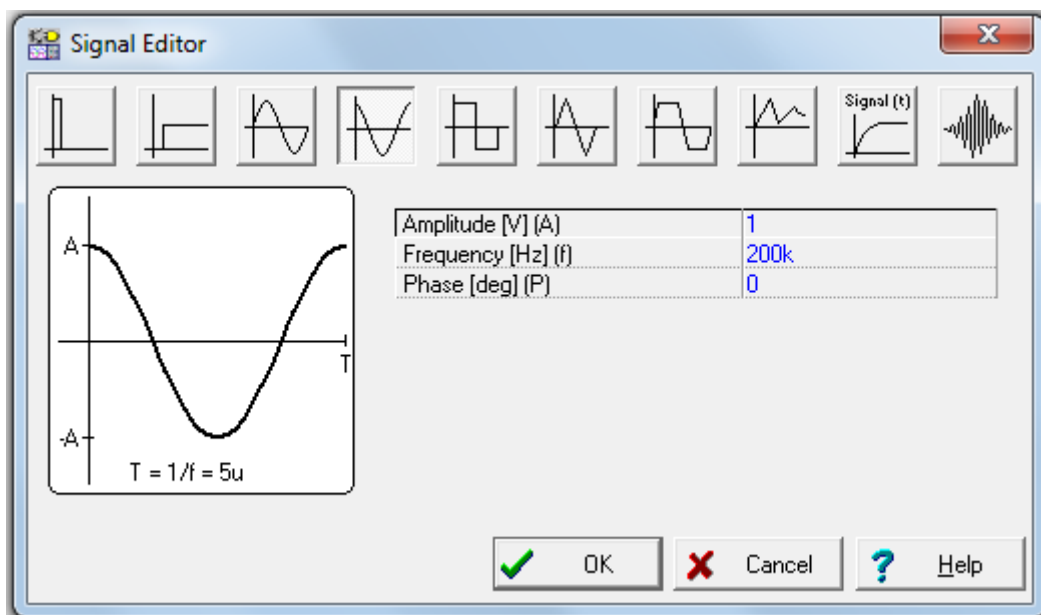 Signal Editor
Signal (t)
A
T
-A
T = 1/f = 5u
Amplitude [V] (A) 1
Frequency [Hz] (f) 200k
Phase [deg] (P) 0
OK Cancel Help